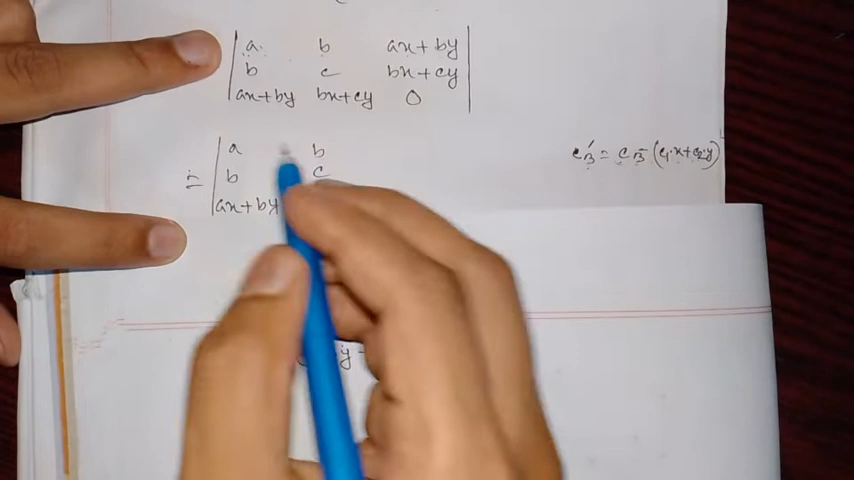 a b ax+by
b c bx+cy
ax+by bx+cy 0
a b
= b c c₃' = c₃ - (c₁.x+c₂.y)
ax+by
y